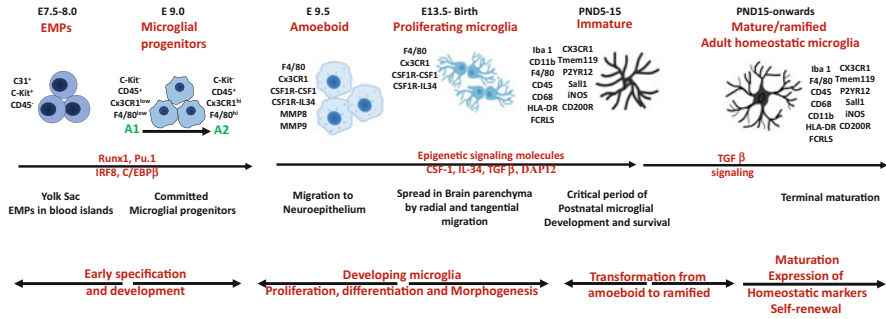 E7.5-8.0
EMPs
C31⁺
C-Kit⁺
CD45⁻
E 9.0
Microglial
progenitors
C-Kit⁻
CD45⁺
Cx3CR1ˡᵒʷ
F4/80ˡᵒʷ
A1
C-Kit⁻
CD45⁺
Cx3CR1ʰⁱ
F4/80ʰⁱ
A2
E 9.5
Amoeboid
F4/80
Cx3CR1
CSF1R-CSF1
CSF1R-IL34
MMP8
MMP9
E13.5- Birth
Proliferating microglia
F4/80
Cx3CR1
CSF1R-CSF1
CSF1R-IL34
PND5-15
Immature
Iba 1
CD11b
F4/80
CD45
CD68
HLA-DR
FCRLS
CX3CR1
Tmem119
P2YR12
Sall1
iNOS
CD200R
PND15-onwards
Mature/ramified
Adult homeostatic microglia
Iba 1
F4/80
CD45
CD68
CD11b
HLA-DR
FCRLS
CX3CR1
Tmem119
P2YR12
Sall1
iNOS
CD200R
Runx1, Pu.1
IRF8, C/EBPβ
Epigenetic signaling molecules
CSF-1, IL-34, TGF β, DAP12
TGF β
signaling
Yolk Sac
EMPs in blood islands
Committed
Microglial progenitors
Migration to
Neuroepithelium
Spread in Brain parenchyma
by radial and tangential
migration
Critical period of
Postnatal microglial
Development and survival
Terminal maturation
Early specification
and development
Developing microglia
Proliferation, differentiation and Morphogenesis
Transformation from
amoeboid to ramified
Maturation
Expression of
Homeostatic markers
Self-renewal